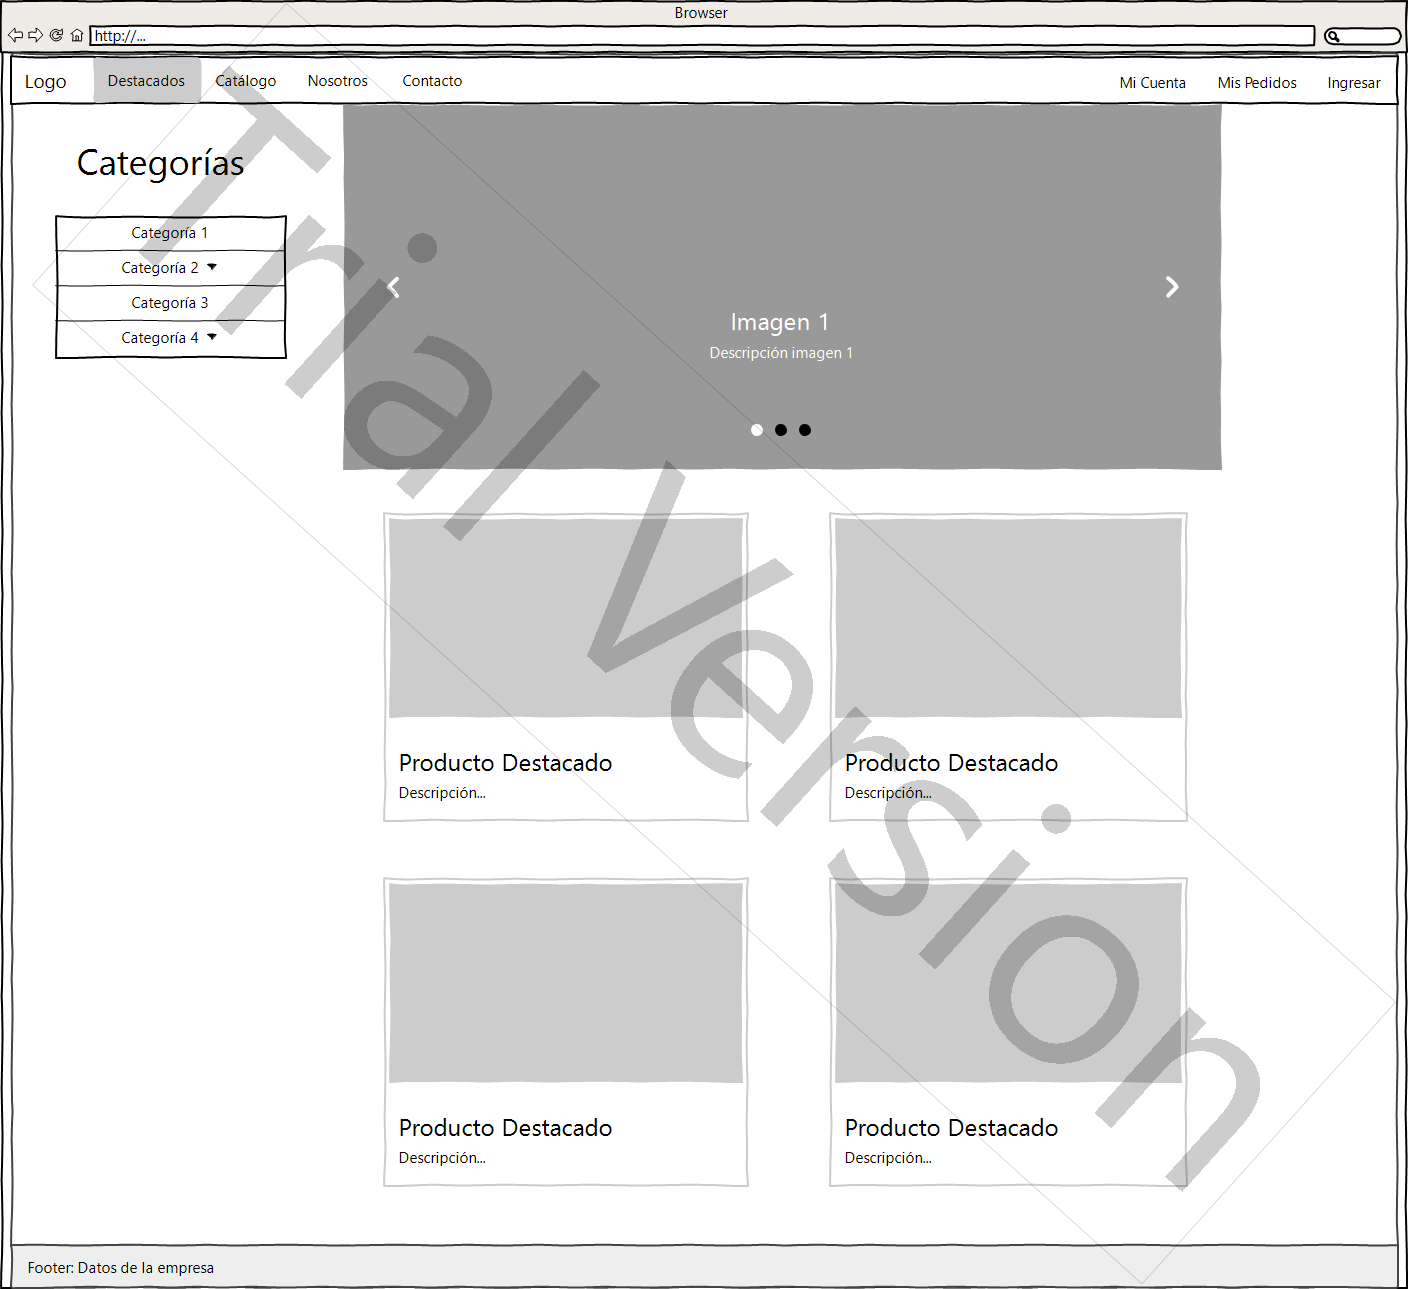 Browser
http://...
Logo Destacados Catálogo Nosotros Contacto Mi Cuenta Mis Pedidos Ingresar
Categorías
Categoría 1
Categoría 2
Categoría 3
Categoría 4
Imagen 1
Descripción imagen 1
Producto Destacado
Descripción...
Producto Destacado
Descripción...
Producto Destacado
Descripción...
Producto Destacado
Descripción...
Footer: Datos de la empresa
Trial Version